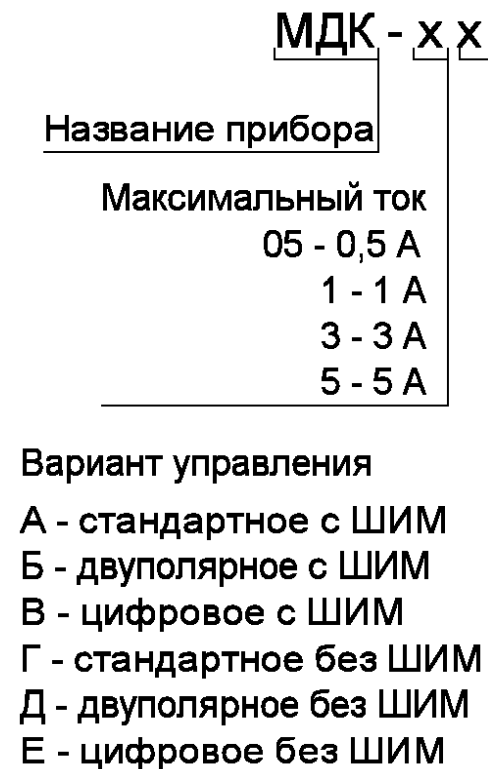 МДК - х х
Название прибора
Максимальный ток
05 - 0,5 А
1 - 1 А
3 - 3 А
5 - 5 А
Вариант управления
А - стандартное с ШИМ
Б - двуполярное с ШИМ
В - цифровое с ШИМ
Г - стандартное без ШИМ
Д - двуполярное без ШИМ
Е - цифровое без ШИМ